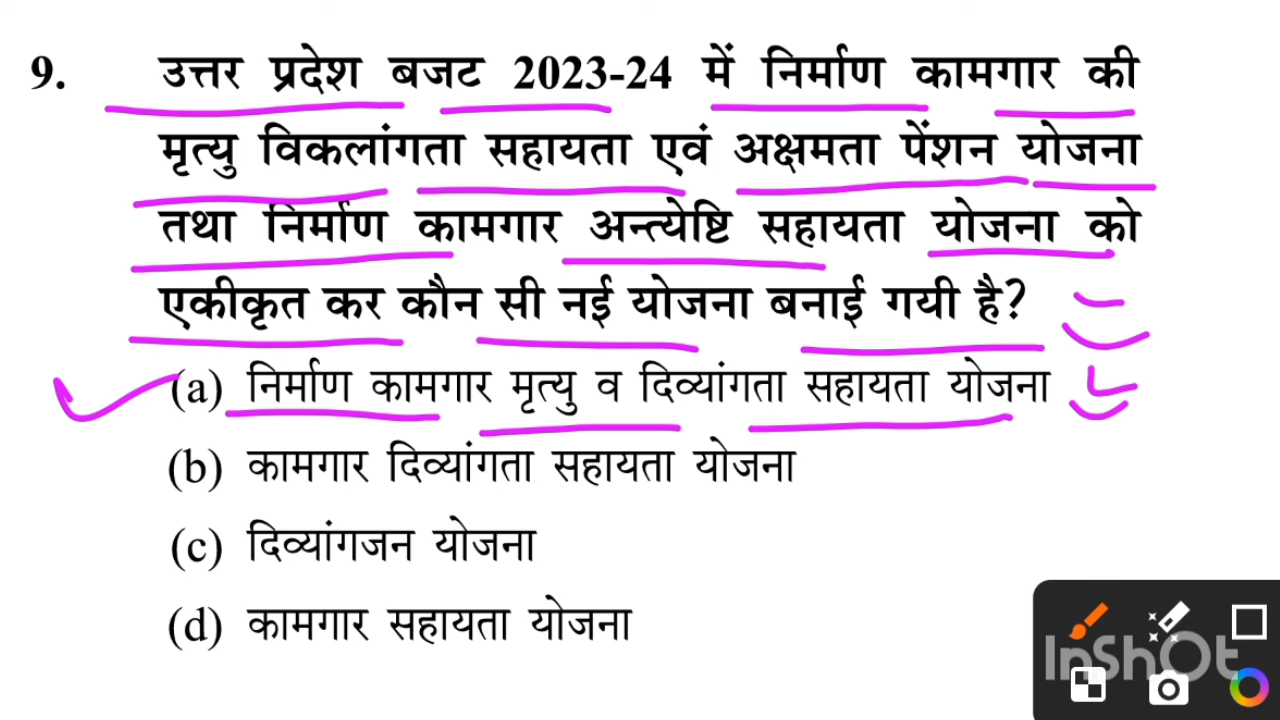 9. उत्तर प्रदेश बजट 2023-24 में निर्माण कामगार की
मृत्यु विकलांगता सहायता एवं अक्षमता पेंशन योजना
तथा निर्माण कामगार अन्त्येष्टि सहायता योजना को
एकीकृत कर कौन सी नई योजना बनाई गयी है?
(a) निर्माण कामगार मृत्यु व दिव्यांगता सहायता योजना
(b) कामगार दिव्यांगता सहायता योजना
(c) दिव्यांगजन योजना
(d) कामगार सहायता योजना
InShOt